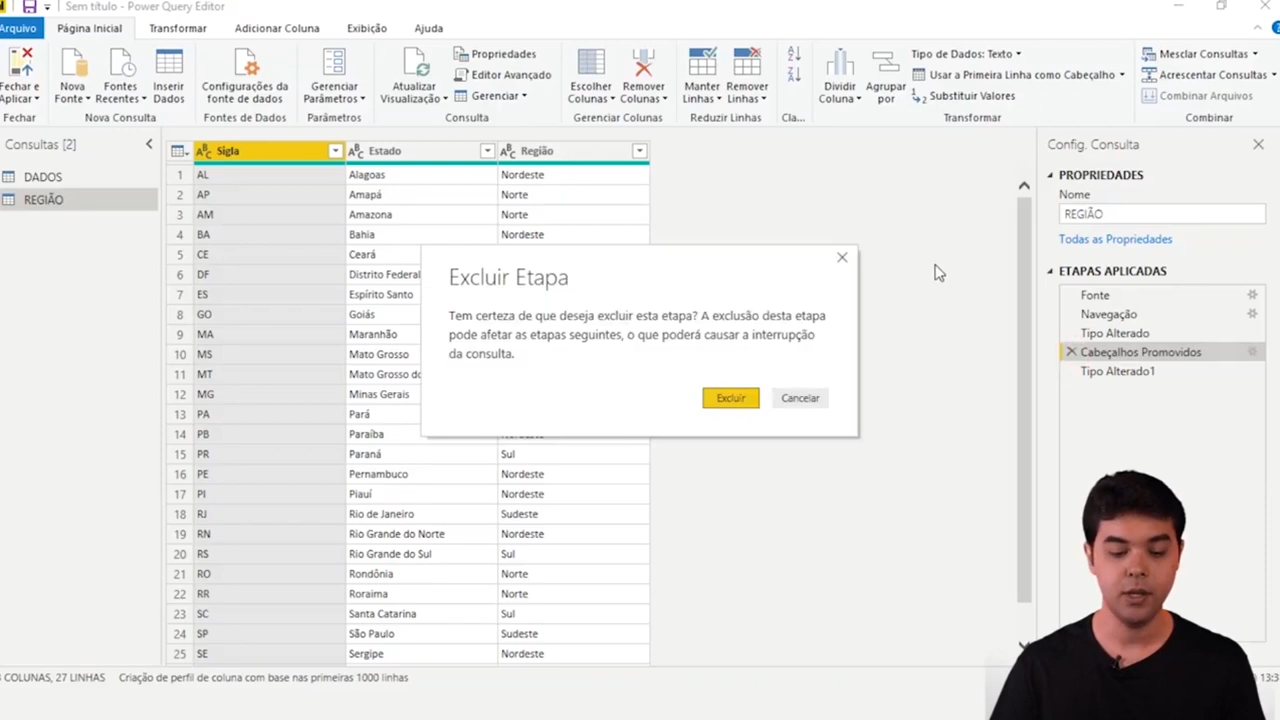 Sem título - Power Query Editor
Arquivo
Página Inicial
Transformar
Adicionar Coluna
Exibição
Ajuda
Fechar e
Aplicar
Nova
Fonte
Fontes
Recentes
Inserir
Dados
Configurações da
fonte de dados
Gerenciar
Parâmetros
Atualizar
Visualização
Propriedades
Editor Avançado
Gerenciar
Escolher
Colunas
Remover
Colunas
Manter
Linhas
Remover
Linhas
Dividir
Coluna
Agrupar
por
Tipo de Dados: Texto
Usar a Primeira Linha como Cabeçalho
Substituir Valores
Mesclar Consultas
Acrescentar Consultas
Combinar Arquivos
Fechar
Nova Consulta
Fontes de Dados
Parâmetros
Consulta
Gerenciar Colunas
Reduzir Linhas
Cla...
Transformar
Combinar
Consultas [2]
DADOS
REGIÃO
Sigla Estado Região
1 AL Alagoas Nordeste
2 AP Amapá Norte
3 AM Amazona Norte
4 BA Bahia Nordeste
5 CE Ceará
6 DF Distrito Federal
7 ES Espírito Santo
8 GO Goiás
9 MA Maranhão
10 MS Mato Grosso
11 MT Mato Grosso do
12 MG Minas Gerais
13 PA Pará
14 PB Paraíba Nordeste
15 PR Paraná Sul
16 PE Pernambuco Nordeste
17 PI Piauí Nordeste
18 RJ Rio de Janeiro Sudeste
19 RN Rio Grande do Norte Nordeste
20 RS Rio Grande do Sul Sul
21 RO Rondônia Norte
22 RR Roraima Norte
23 SC Santa Catarina Sul
24 SP São Paulo Sudeste
25 SE Sergipe Nordeste
Excluir Etapa
Tem certeza de que deseja excluir esta etapa? A exclusão desta etapa
pode afetar as etapas seguintes, o que poderá causar a interrupção
da consulta.
Excluir
Cancelar
Config. Consulta
PROPRIEDADES
Nome
REGIÃO
Todas as Propriedades
ETAPAS APLICADAS
Fonte
Navegação
Tipo Alterado
Cabeçalhos Promovidos
Tipo Alterado1
COLUNAS, 27 LINHAS
Criação de perfil de coluna com base nas primeiras 1000 linhas